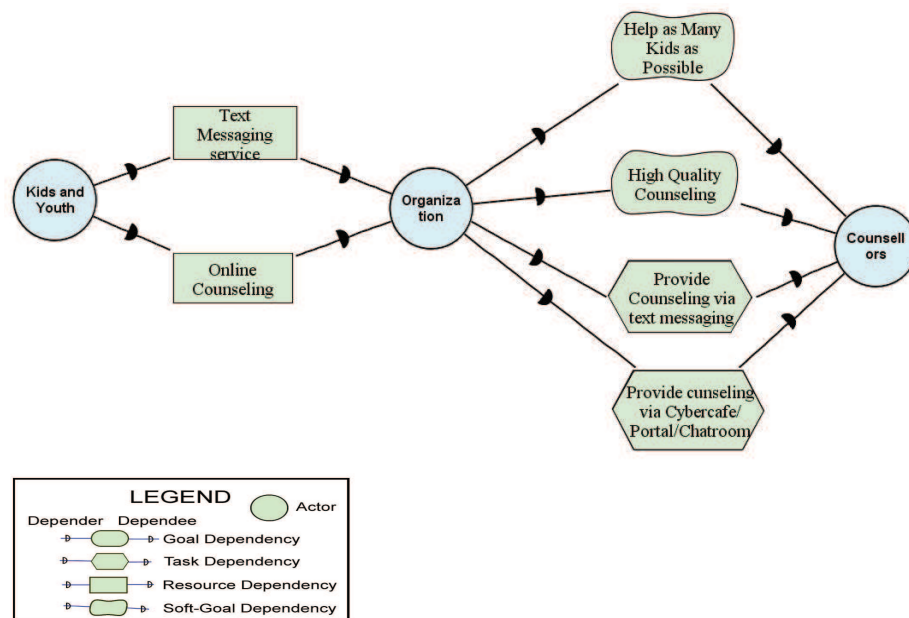 Help as Many
Kids as
Possible
Text
Messaging
service
Kids and
Youth
Organiza
tion
High Quality
Counseling
Counsell
ors
Online
Counseling
Provide
Counseling via
text messaging
Provide cunseling
via Cybercafe/
Portal/Chatroom
LEGEND
Actor
Depender Dependee
D D Goal Dependency
D D Task Dependency
D D Resource Dependency
D D Soft-Goal Dependency